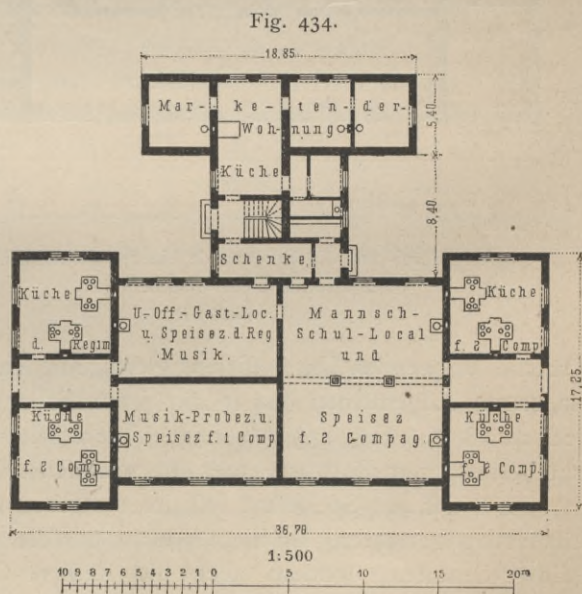 Fig. 434.
18,85
Mar- ke- ten- der-
Woh- nung
Küche
5,40
8,40
Schenke
Küche
d. Regim
U-Off.-Gast-Loc.
u. Speisez. d. Reg
Musik.
Mannsch-
Schul-Local
und
Küche
f. 2 Comp
17,25
Küche
f. 2 Comp
Musik-Probez. u.
Speisez f. 1 Comp
Speisez
f. 2 Compag.
Küche
f. 2 Comp.
36,70
1:500
10 9 8 7 6 5 4 3 2 1 0 5 10 15 20m